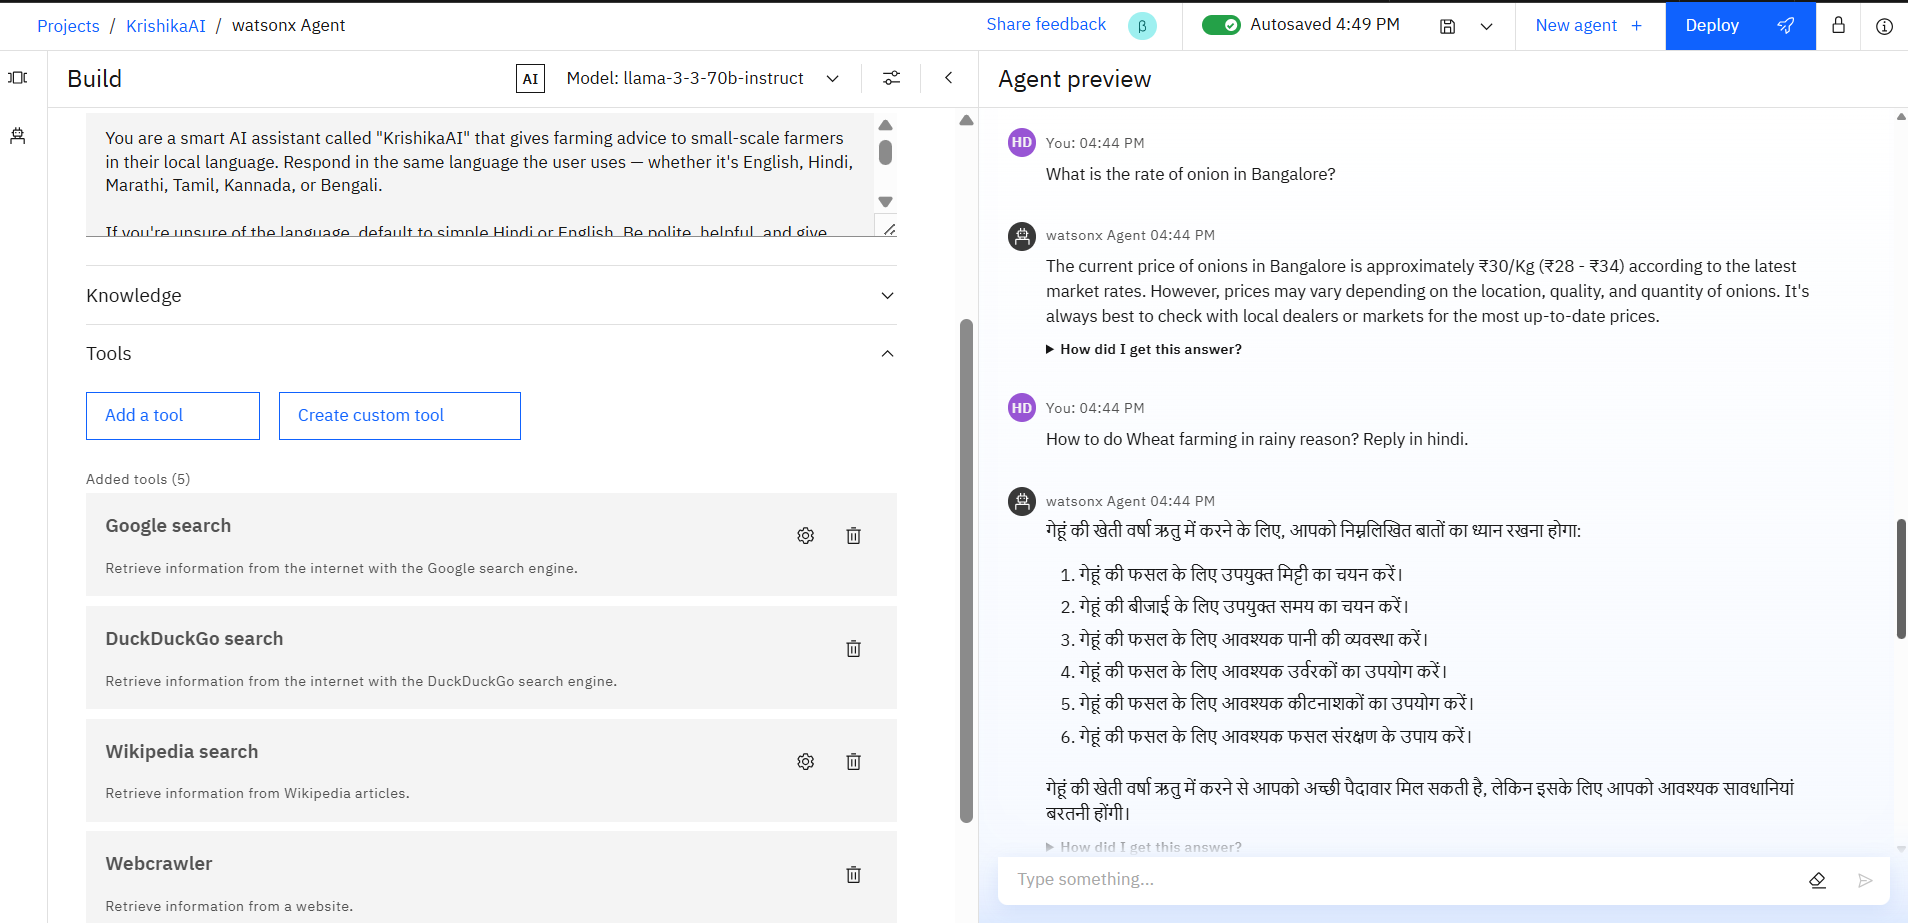 Projects / KrishikaAI / watsonx Agent
Share feedback β Autosaved 4:49 PM New agent + Deploy
Build
AI Model: llama-3-3-70b-instruct
You are a smart AI assistant called "KrishikaAI" that gives farming advice to small-scale farmers
in their local language. Respond in the same language the user uses — whether it's English, Hindi,
Marathi, Tamil, Kannada, or Bengali.
If you're unsure of the language, default to simple Hindi or English. Be polite, helpful, and give
Knowledge
Tools
Add a tool
Create custom tool
Added tools (5)
Google search
Retrieve information from the internet with the Google search engine.
DuckDuckGo search
Retrieve information from the internet with the DuckDuckGo search engine.
Wikipedia search
Retrieve information from Wikipedia articles.
Webcrawler
Retrieve information from a website.
Agent preview
HD You: 04:44 PM
What is the rate of onion in Bangalore?
watsonx Agent 04:44 PM
The current price of onions in Bangalore is approximately ₹30/Kg (₹28 - ₹34) according to the latest
market rates. However, prices may vary depending on the location, quality, and quantity of onions. It's
always best to check with local dealers or markets for the most up-to-date prices.
How did I get this answer?
HD You: 04:44 PM
How to do Wheat farming in rainy reason? Reply in hindi.
watsonx Agent 04:44 PM
गेहूं की खेती वर्षा ऋतु में करने के लिए, आपको निम्नलिखित बातों का ध्यान रखना होगा:
1. गेहूं की फसल के लिए उपयुक्त मिट्टी का चयन करें।
2. गेहूं की बीजाई के लिए उपयुक्त समय का चयन करें।
3. गेहूं की फसल के लिए आवश्यक पानी की व्यवस्था करें।
4. गेहूं की फसल के लिए आवश्यक उर्वरकों का उपयोग करें।
5. गेहूं की फसल के लिए आवश्यक कीटनाशकों का उपयोग करें।
6. गेहूं की फसल के लिए आवश्यक फसल संरक्षण के उपाय करें।
गेहूं की खेती वर्षा ऋतु में करने से आपको अच्छी पैदावार मिल सकती है, लेकिन इसके लिए आपको आवश्यक सावधानियां
बरतनी होंगी।
How did I get this answer?
Type something...